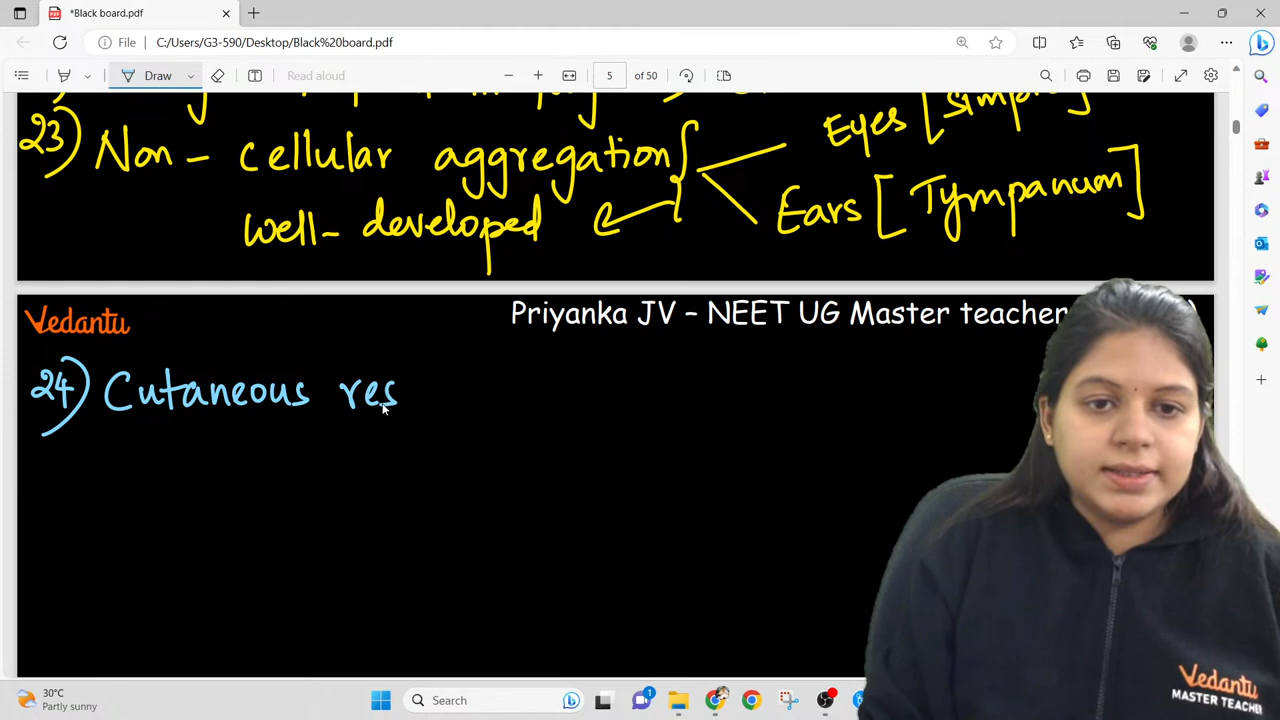 *Black board.pdf
File C:/Users/G3-590/Desktop/Black%20board.pdf
Draw Read aloud 5 of 50
23) Non - cellular aggregation
well - developed
Eyes [simple]
Ears [Tympanum]
Vedantu
Priyanka JV – NEET UG Master teacher
24) Cutaneous res
Vedantu
MASTER TEACHER
30°C
Partly sunny
Search
1